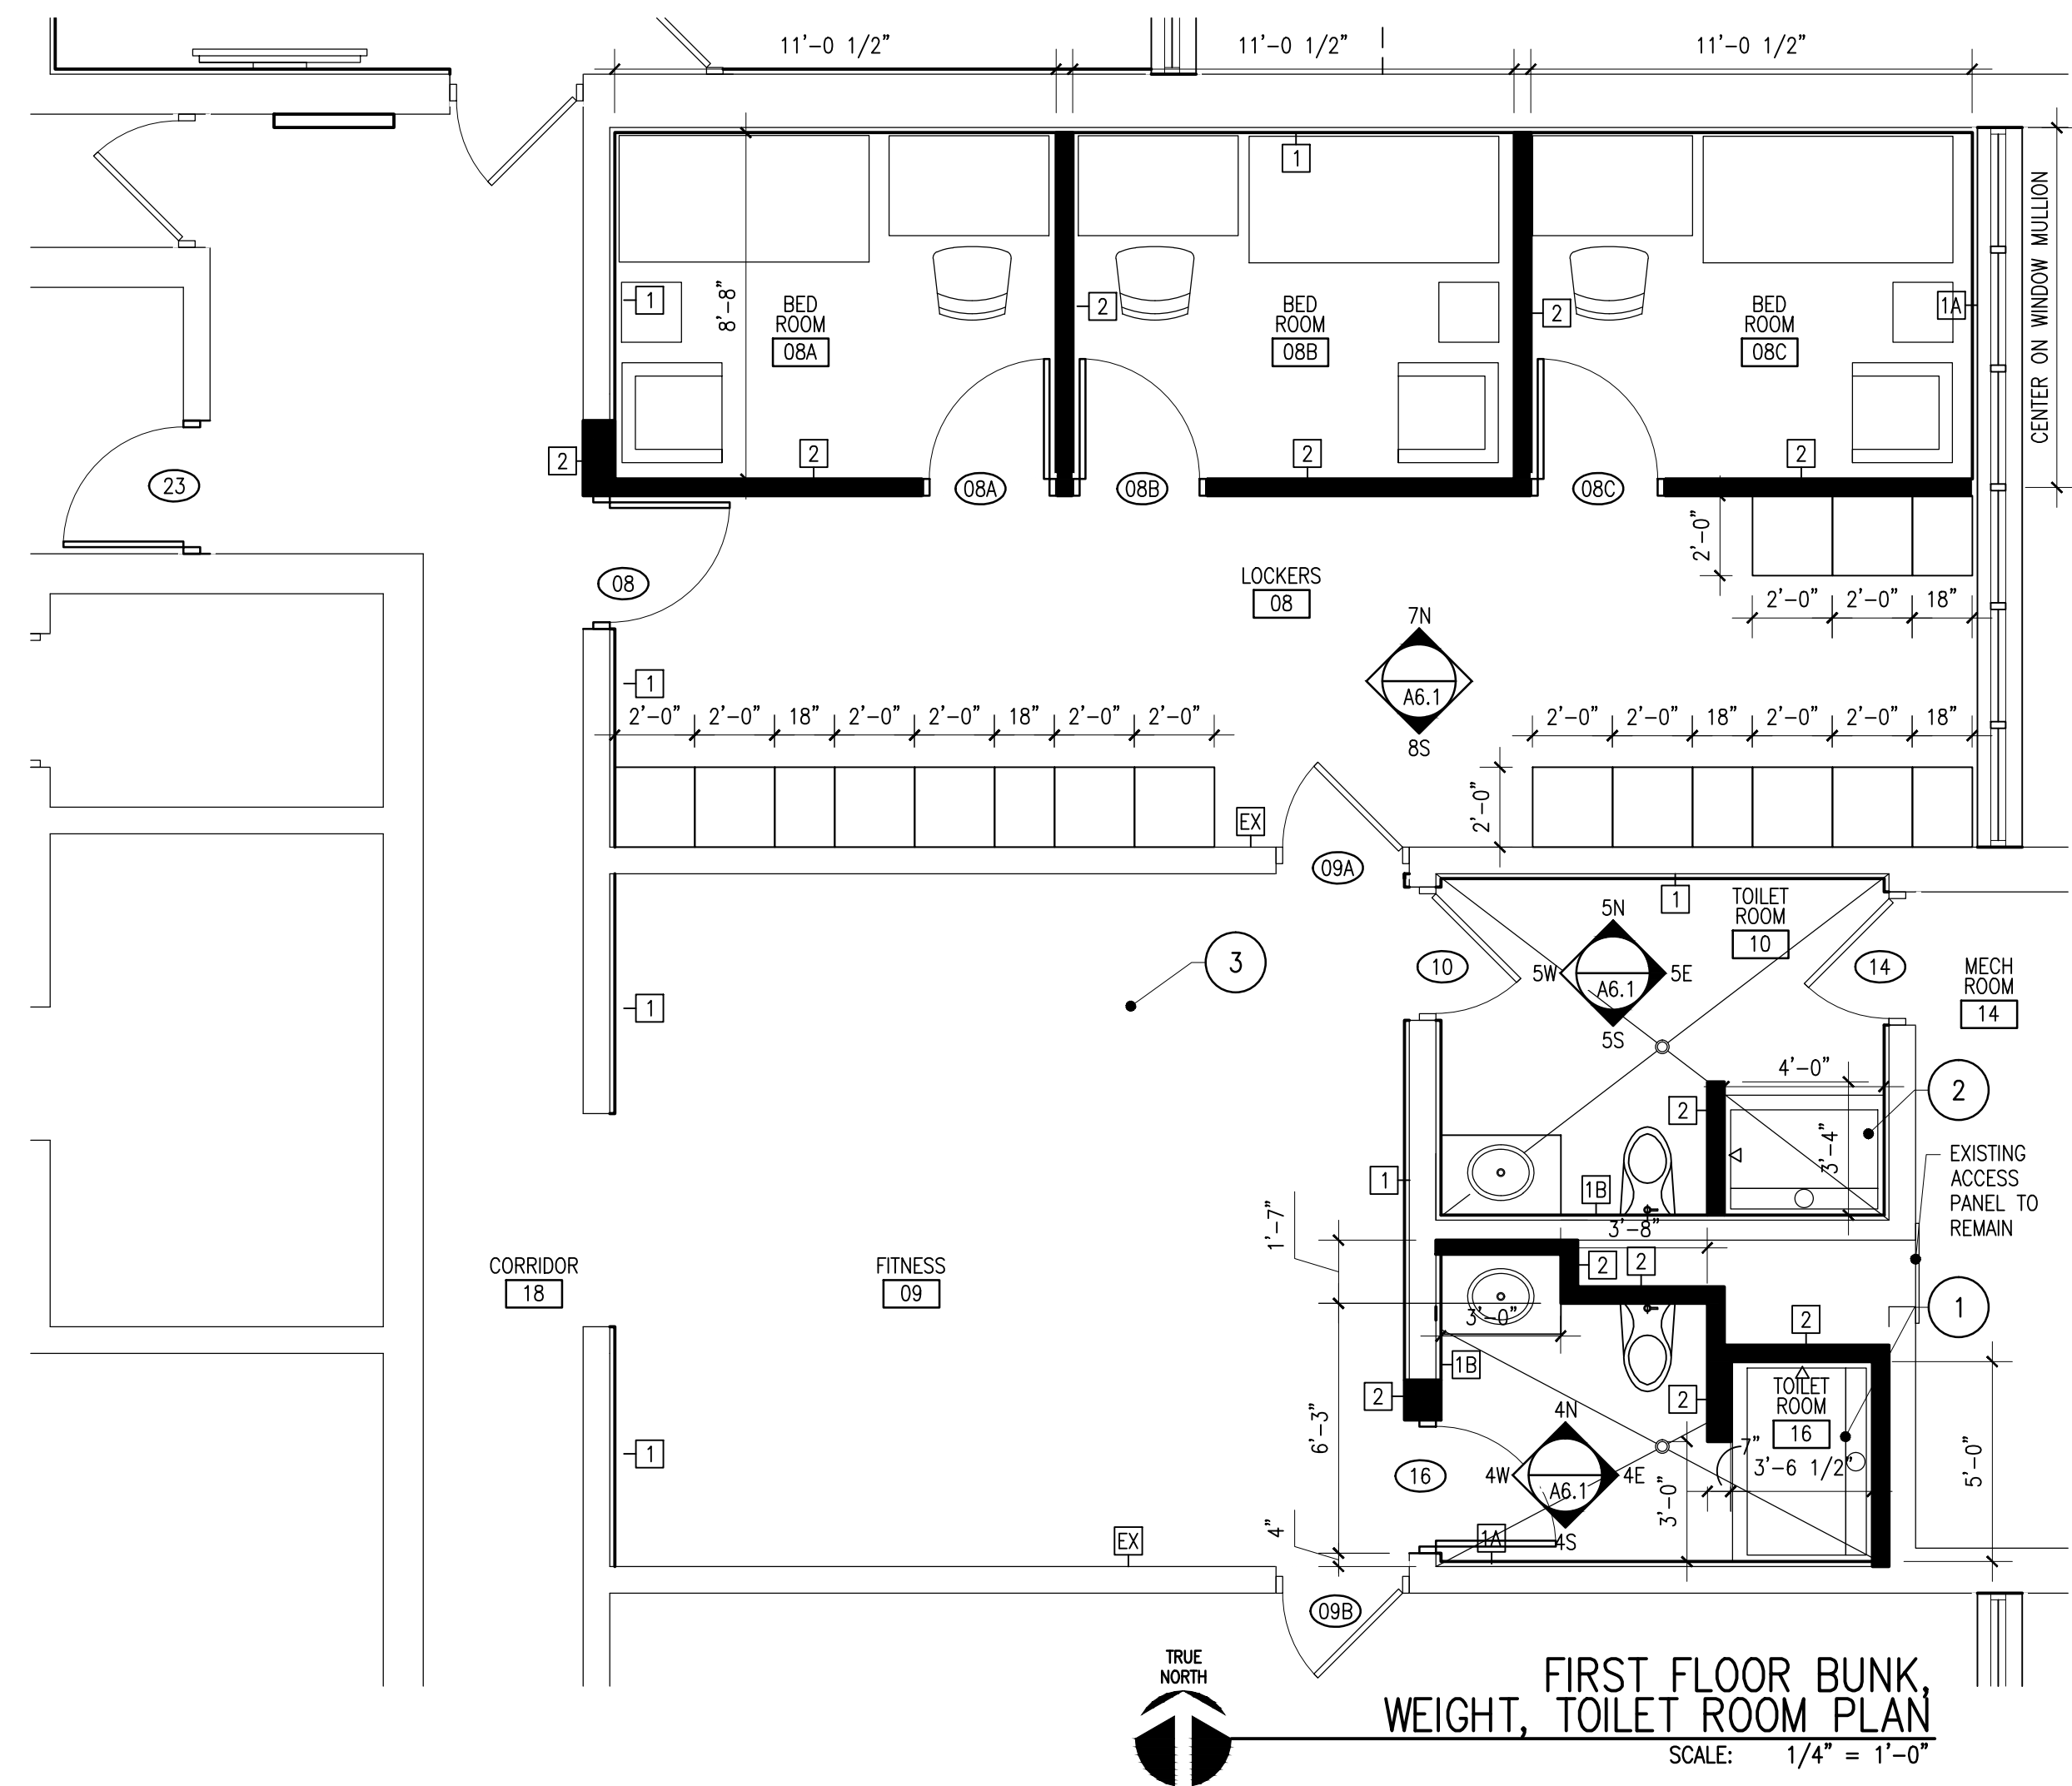 11'-0 1/2"
11'-0 1/2"
11'-0 1/2"
CENTER ON WINDOW MULLION
1
1
8'-8"
BED
ROOM
08A
2
BED
ROOM
08B
2
BED
ROOM
08C
1A
2
2
2
2
23
08A
08B
08C
08
LOCKERS
08
2'-0"
2'-0"
2'-0"
18"
7N
A6.1
8S
1
2'-0"
2'-0"
18"
2'-0"
2'-0"
18"
2'-0"
2'-0"
2'-0"
2'-0"
18"
2'-0"
2'-0"
18"
2'-0"
EX
09A
1
TOILET
ROOM
10
5N
5W
A6.1
5E
5S
3
10
14
MECH
ROOM
14
1
4'-0"
2
2
3'-4"
EXISTING
ACCESS
PANEL TO
REMAIN
1
1B
1'-7"
3'-8"
2
2
CORRIDOR
18
FITNESS
09
3'-0"
1
2
1B
2
2
TOILET
ROOM
16
6'-3"
4N
4W
A6.1
4E
4S
7"
3'-6 1/2"
5'-0"
3'-0"
1
16
4"
EX
1A
09B
TRUE
NORTH
FIRST FLOOR BUNK,
WEIGHT, TOILET ROOM PLAN
SCALE: 1/4" = 1'-0"